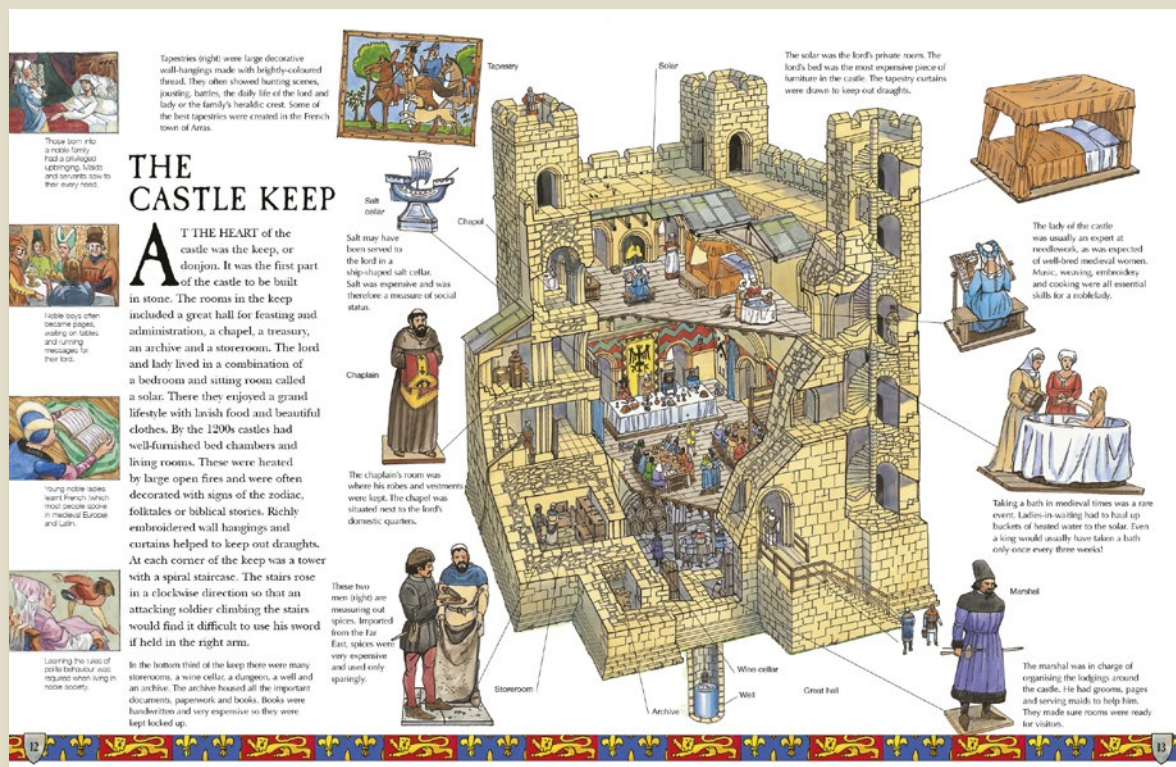 Tapestries (right) were large decorative
wall-hangings made with brightly-coloured
thread. They often showed hunting scenes,
jousting, battles, the daily life of the lord and
lady or the family's heraldic crest. Some of
the best tapestries were created in the French
town of Arras.
Tapestry
Those born into
a noble family
had a privileged
upbringing. Maids
and servants saw to
their every need.
Noble boys often
became pages,
waiting on tables
and running
messages for
their lord.
Young noble ladies
learnt French (which
most people spoke
in medieval Europe)
and Latin.
Learning the rules of
polite behaviour was
required when living in
noble society.
THE
CASTLE KEEP
AT THE HEART of the
castle was the keep, or
donjon. It was the first part
of the castle to be built
in stone. The rooms in the keep
included a great hall for feasting and
administration, a chapel, a treasury,
an archive and a storeroom. The lord
and lady lived in a combination of
a bedroom and sitting room called
a solar. There they enjoyed a grand
lifestyle with lavish food and beautiful
clothes. By the 1200s castles had
well-furnished bed chambers and
living rooms. These were heated
by large open fires and were often
decorated with signs of the zodiac,
folktales or biblical stories. Richly
embroidered wall hangings and
curtains helped to keep out draughts.
At each corner of the keep was a tower
with a spiral staircase. The stairs rose
in a clockwise direction so that an
attacking soldier climbing the stairs
would find it difficult to use his sword
if held in the right arm.
In the bottom third of the keep there were many
storerooms, a wine cellar, a dungeon, a well and
an archive. The archive housed all the important
documents, paperwork and books. Books were
handwritten and very expensive so they were
kept locked up.
Salt
cellar
Salt may have
been served to
the lord in a
ship-shaped salt cellar.
Salt was expensive and was
therefore a measure of social
status.
Chapel
Chaplain
The chaplain's room was
where his robes and vestments
were kept. The chapel was
situated next to the lord's
domestic quarters.
These two
men (right) are
measuring out
spices. Imported
from the Far
East, spices were
very expensive
and used only
sparingly.
Storeroom
Archive
Well
Wine cellar
Great hall
Solar
The solar was the lord's private room. The
lord's bed was the most expensive piece of
furniture in the castle. The tapestry curtains
were drawn to keep out draughts.
The lady of the castle
was usually an expert at
needlework, as was expected
of well-bred medieval women.
Music, weaving, embroidery
and cooking were all essential
skills for a noblelady.
Taking a bath in medieval times was a rare
event. Ladies-in-waiting had to haul up
buckets of heated water to the solar. Even
a king would usually have taken a bath
only once every three weeks!
Marshal
The marshal was in charge of
organising the lodgings around
the castle. He had grooms, pages
and serving maids to help him.
They made sure rooms were ready
for visitors.
12
13